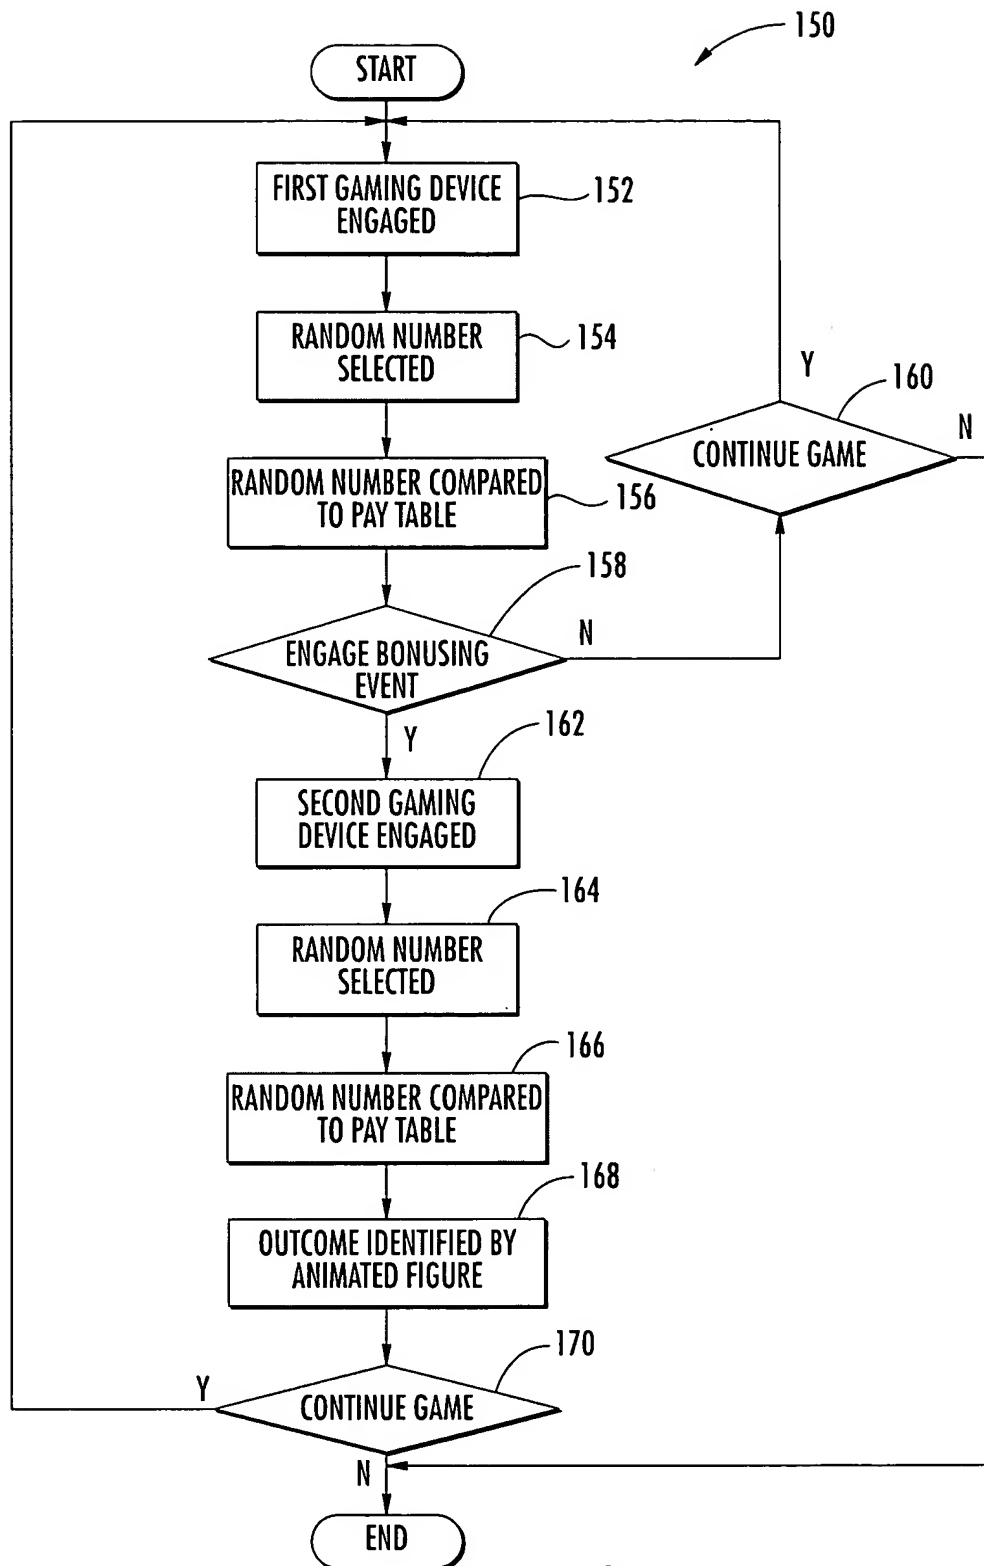 150
START
FIRST GAMING DEVICE
ENGAGED
152
RANDOM NUMBER
SELECTED
154
Y
160
CONTINUE GAME
N
RANDOM NUMBER COMPARED
TO PAY TABLE
156
158
ENGAGE BONUSING
EVENT
N
Y
162
SECOND GAMING
DEVICE ENGAGED
164
RANDOM NUMBER
SELECTED
166
RANDOM NUMBER COMPARED
TO PAY TABLE
168
OUTCOME IDENTIFIED BY
ANIMATED FIGURE
170
Y
CONTINUE GAME
N
END